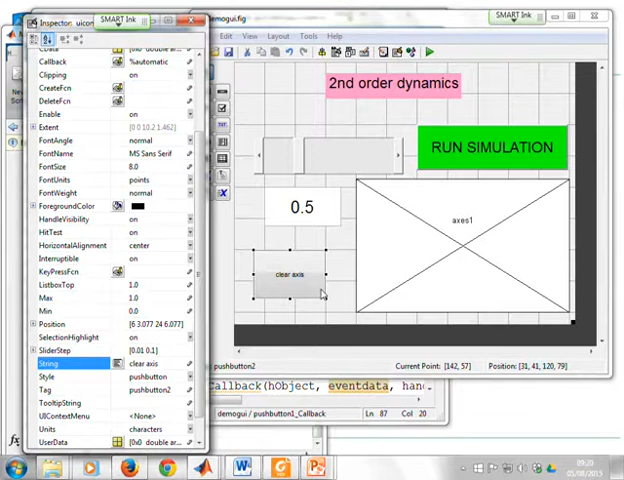 Inspector: uicon
SMART Ink
demogui.fig
SMART Ink
Edit View Layout Tools Help
Callback %automatic
Clipping on
CreateFcn
DeleteFcn
Enable on
Extent [0 0 10.2 1.462]
FontAngle normal
FontName MS Sans Serif
FontSize 8.0
FontUnits points
FontWeight normal
ForegroundColor
HandleVisibility on
HitTest on
HorizontalAlignment center
Interruptible on
KeyPressFcn
ListboxTop 1.0
Max 1.0
Min 0.0
Position [6 3.077 24 6.077]
SelectionHighlight on
SliderStep [0.01 0.1]
String clear axis
Style pushbutton
Tag pushbutton2
TooltipString
UIContextMenu <None>
Units characters
UserData [0x0 double ar...
2nd order dynamics
RUN SIMULATION
0.5
axes1
clear axis
pushbutton2
Current Point: [142, 57]
Position: [31, 41, 120, 79]
Callback(hObject, eventdata, han
demogui / pushbutton1_Callback
Ln 87 Col 20
09:20
05/08/2015